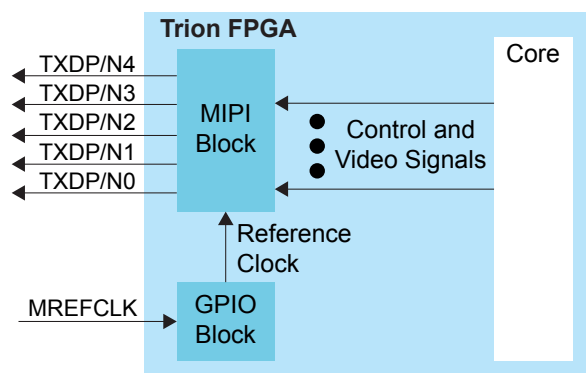 Trion FPGA
TXDP/N4
TXDP/N3
TXDP/N2
TXDP/N1
TXDP/N0
MIPI
Block
Control and
Video Signals
Core
Reference
Clock
MREFCLK
GPIO
Block